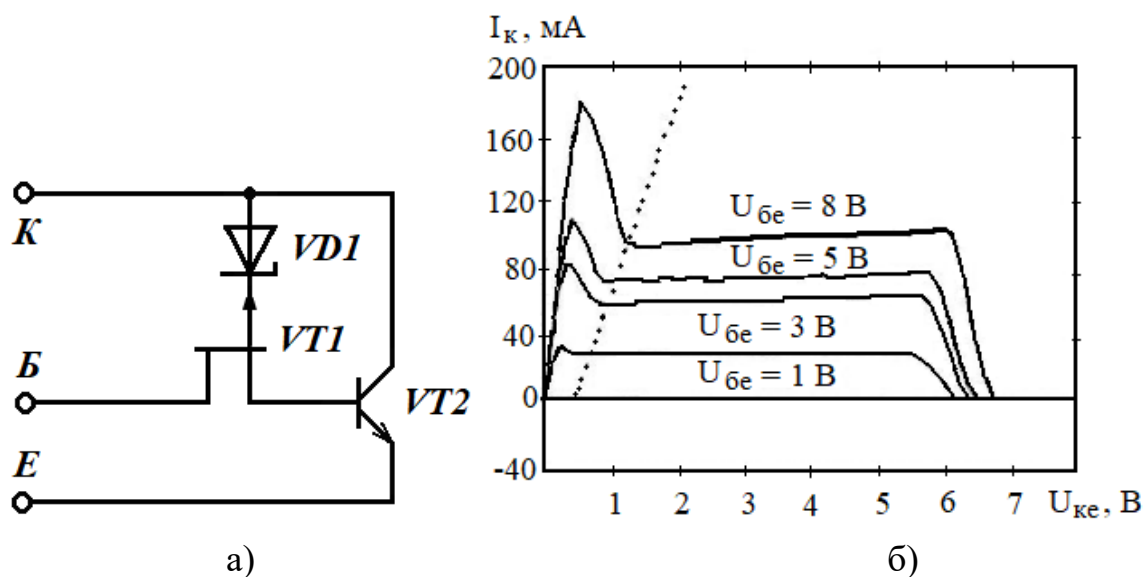 К
VD1
VT1
Б
VT2
Е
а)
Iк, мА
200
160
120
80
40
0
-40
Uбе = 8 В
Uбе = 5 В
Uбе = 3 В
Uбе = 1 В
1 2 3 4 5 6 7 Uке, В
б)